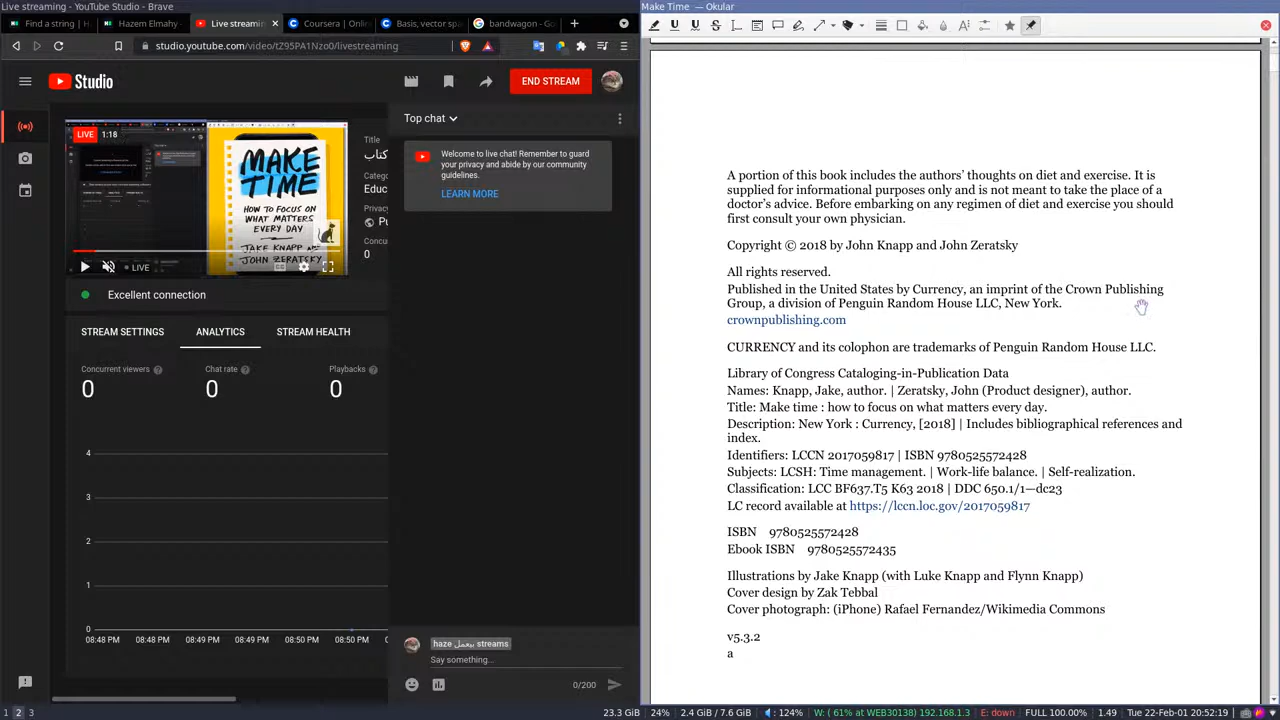 Live streaming - YouTube Studio - Brave
Find a string | H
Hazem Elmahy
Live streamin
Coursera | Onlin
Basis, vector sp
bandwagon - Go
studio.youtube.com/video/tZ95PA1Nzo0/livestreaming
Studio
END STREAM
LIVE 1:18
MAKE
TIME
HOW TO FOCUS ON
WHAT MATTERS
EVERY DAY
JAKE KNAPP AND
JOHN ZERATSKY
LIVE
Title
كتاب
Categ
Educ
Privac
Pu
Concu
0
Excellent connection
STREAM SETTINGS
ANALYTICS
STREAM HEALTH
Concurrent viewers
Chat rate
Playbacks
0
0
0
4
3
2
1
0
08:48 PM
08:48 PM
08:49 PM
08:49 PM
08:50 PM
08:50 PM
08:5
Top chat
Welcome to live chat! Remember to guard
your privacy and abide by our community
guidelines.
LEARN MORE
haze بيعمل streams
Say something...
0/200
Make Time — Okular
A portion of this book includes the authors’ thoughts on diet and exercise. It is
supplied for informational purposes only and is not meant to take the place of a
doctor’s advice. Before embarking on any regimen of diet and exercise you should
first consult your own physician.
Copyright © 2018 by John Knapp and John Zeratsky
All rights reserved.
Published in the United States by Currency, an imprint of the Crown Publishing
Group, a division of Penguin Random House LLC, New York.
crownpublishing.com
CURRENCY and its colophon are trademarks of Penguin Random House LLC.
Library of Congress Cataloging-in-Publication Data
Names: Knapp, Jake, author. | Zeratsky, John (Product designer), author.
Title: Make time : how to focus on what matters every day.
Description: New York : Currency, [2018] | Includes bibliographical references and
index.
Identifiers: LCCN 2017059817 | ISBN 9780525572428
Subjects: LCSH: Time management. | Work-life balance. | Self-realization.
Classification: LCC BF637.T5 K63 2018 | DDC 650.1/1—dc23
LC record available at https://lccn.loc.gov/2017059817
ISBN 9780525572428
Ebook ISBN 9780525572435
Illustrations by Jake Knapp (with Luke Knapp and Flynn Knapp)
Cover design by Zak Tebbal
Cover photograph: (iPhone) Rafael Fernandez/Wikimedia Commons
v5.3.2
a
1 2 3
23.3 GiB | 24% | 2.4 GiB / 7.6 GiB | 124% | W: ( 61% at WEB30138) 192.168.1.3 | E: down | FULL 100.00% | 1.49 | Tue 22-Feb-01 20:52:19